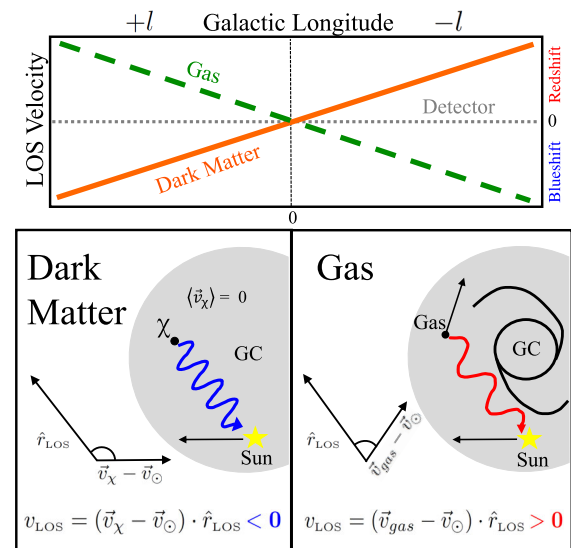 +l Galactic Longitude −l
LOS Velocity
Gas
Dark Matter
Detector
Redshift
0
Blueshift
0
Dark
Matter
⟨v⃗χ⟩ = 0
χ
GC
r̂LOS
v⃗χ − v⃗⊙
Sun
vLOS = (v⃗χ − v⃗⊙) · r̂LOS < 0
Gas
Gas
GC
r̂LOS
v⃗gas − v⃗⊙
Sun
vLOS = (v⃗gas − v⃗⊙) · r̂LOS > 0